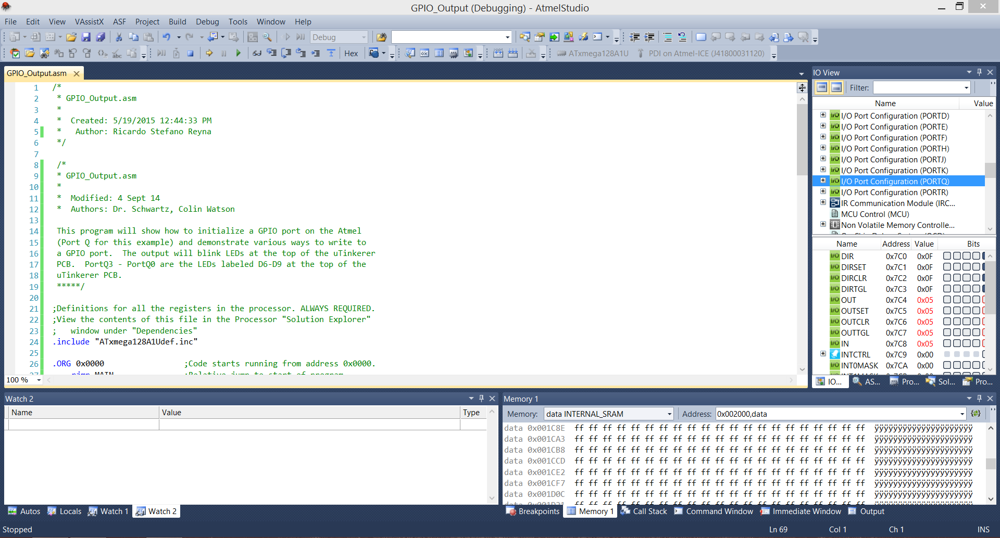 GPIO_Output (Debugging) - AtmelStudio
File Edit View VAssistX ASF Project Build Debug Tools Window Help
Debug
Hex ATxmega128A1U PDI on Atmel-ICE (J41800031120)
GPIO_Output.asm
1 /*
2 * GPIO_Output.asm
3 *
4 * Created: 5/19/2015 12:44:33 PM
5 * Author: Ricardo Stefano Reyna
6 */
7
8 /*
9 * GPIO_Output.asm
10 *
11 * Modified: 4 Sept 14
12 * Authors: Dr. Schwartz, Colin Watson
13
14 This program will show how to initialize a GPIO port on the Atmel
15 (Port Q for this example) and demonstrate various ways to write to
16 a GPIO port. The output will blink LEDs at the top of the uTinkerer
17 PCB. PortQ3 - PortQ0 are the LEDs labeled D6-D9 at the top of the
18 uTinkerer PCB.
19 *****/
20
21 ;Definitions for all the registers in the processor. ALWAYS REQUIRED.
22 ;View the contents of this file in the Processor "Solution Explorer"
23 ; window under "Dependencies"
24 .include "ATxmega128A1Udef.inc"
25
26 .ORG 0x0000 ;Code starts running from address 0x0000.
27 rjmp MAIN ;Relative jump to start of program.
100 %
IO View
Filter:
Name Value
I/O Port Configuration (PORTD)
I/O Port Configuration (PORTE)
I/O Port Configuration (PORTF)
I/O Port Configuration (PORTH)
I/O Port Configuration (PORTJ)
I/O Port Configuration (PORTK)
I/O Port Configuration (PORTQ)
I/O Port Configuration (PORTR)
IR Communication Module (IRC...
MCU Control (MCU)
Non Volatile Memory Controlle...
Name Address Value Bits
DIR 0x7C0 0x0F
DIRSET 0x7C1 0x0F
DIRCLR 0x7C2 0x0F
DIRTGL 0x7C3 0x0F
OUT 0x7C4 0x05
OUTSET 0x7C5 0x05
OUTCLR 0x7C6 0x05
OUTTGL 0x7C7 0x05
IN 0x7C8 0x05
INTCTRL 0x7C9 0x00
INT0MASK 0x7CA 0x00
INT1MASK 0x7CB 0x00
IO... AS... Pro... Sol... Pro...
Watch 2
Name Value Type
Autos Locals Watch 1 Watch 2
Memory 1
Memory: data INTERNAL_SRAM Address: 0x002000,data
data 0x001C8E ff ff ff ff ff ff ff ff ff ff ff ff ff ff ff ff ff ff ff ff ff ÿÿÿÿÿÿÿÿÿÿÿÿÿÿÿÿÿÿÿÿÿ
data 0x001CA3 ff ff ff ff ff ff ff ff ff ff ff ff ff ff ff ff ff ff ff ff ff ÿÿÿÿÿÿÿÿÿÿÿÿÿÿÿÿÿÿÿÿÿ
data 0x001CB8 ff ff ff ff ff ff ff ff ff ff ff ff ff ff ff ff ff ff ff ff ff ÿÿÿÿÿÿÿÿÿÿÿÿÿÿÿÿÿÿÿÿÿ
data 0x001CCD ff ff ff ff ff ff ff ff ff ff ff ff ff ff ff ff ff ff ff ff ff ÿÿÿÿÿÿÿÿÿÿÿÿÿÿÿÿÿÿÿÿÿ
data 0x001CE2 ff ff ff ff ff ff ff ff ff ff ff ff ff ff ff ff ff ff ff ff ff ÿÿÿÿÿÿÿÿÿÿÿÿÿÿÿÿÿÿÿÿÿ
data 0x001CF7 ff ff ff ff ff ff ff ff ff ff ff ff ff ff ff ff ff ff ff ff ff ÿÿÿÿÿÿÿÿÿÿÿÿÿÿÿÿÿÿÿÿÿ
data 0x001D0C ff ff ff ff ff ff ff ff ff ff ff ff ff ff ff ff ff ff ff ff ff ÿÿÿÿÿÿÿÿÿÿÿÿÿÿÿÿÿÿÿÿÿ
Breakpoints Memory 1 Call Stack Command Window Immediate Window Output
Stopped Ln 69 Col 1 Ch 1 INS